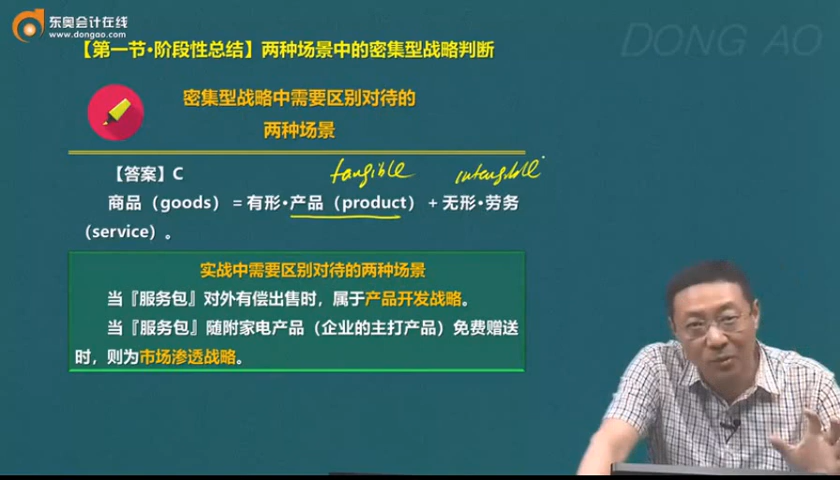 东奥会计在线
www.dongao.com
DONG AO
【第一节·阶段性总结】两种场景中的密集型战略判断
密集型战略中需要区别对待的
两种场景
【答案】C
tangible intangible
商品（goods）＝有形·产品（product）＋无形·劳务
（service）。
实战中需要区别对待的两种场景
当『服务包』对外有偿出售时，属于产品开发战略。
当『服务包』随附家电产品（企业的主打产品）免费赠送
时，则为市场渗透战略。